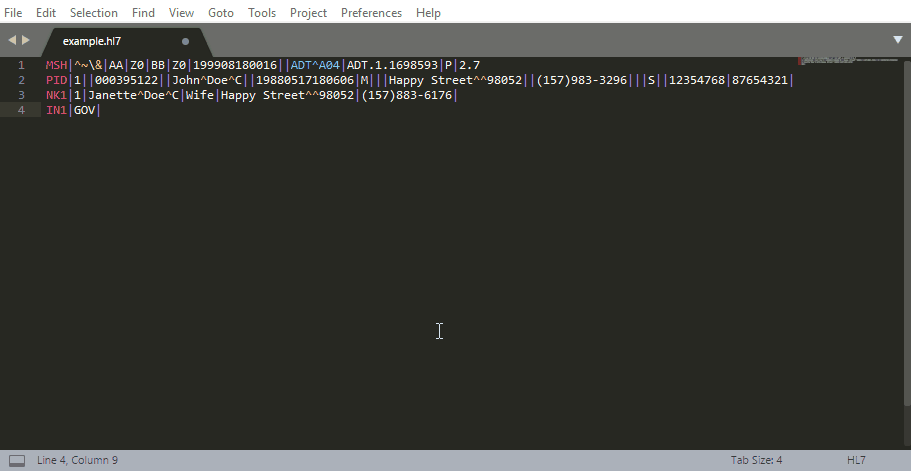 File Edit Selection Find View Goto Tools Project Preferences Help
example.hl7
1 MSH|^~\&|AA|Z0|BB|Z0|199908180016||ADT^A04|ADT.1.1698593|P|2.7
2 PID|1||000395122||John^Doe^C||19880517180606|M|||Happy Street^^98052||(157)983-3296|||S||12354768|87654321|
3 NK1|1|Janette^Doe^C|Wife|Happy Street^^98052|(157)883-6176|
4 IN1|GOV|
Line 4, Column 9 Tab Size: 4 HL7